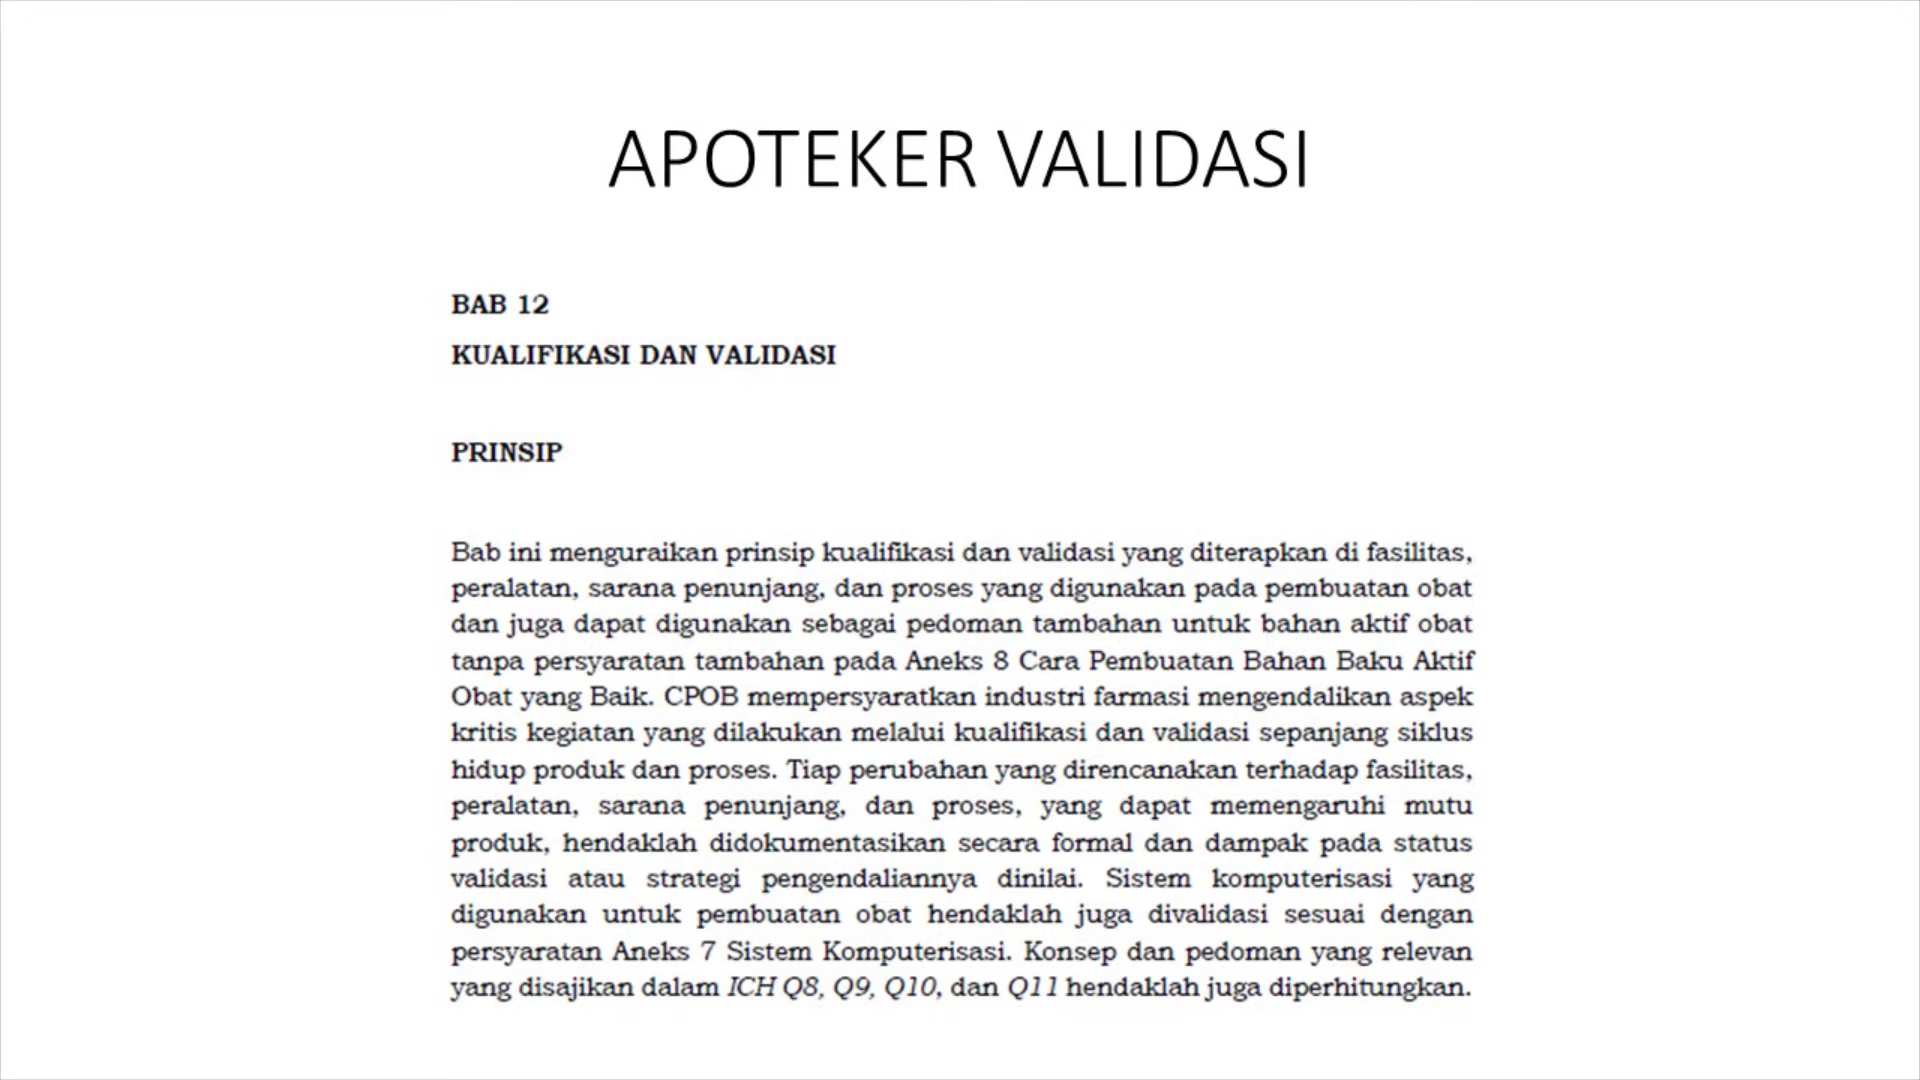 APOTEKER VALIDASI
BAB 12
KUALIFIKASI DAN VALIDASI
PRINSIP
Bab ini menguraikan prinsip kualifikasi dan validasi yang diterapkan di fasilitas,
peralatan, sarana penunjang, dan proses yang digunakan pada pembuatan obat
dan juga dapat digunakan sebagai pedoman tambahan untuk bahan aktif obat
tanpa persyaratan tambahan pada Aneks 8 Cara Pembuatan Bahan Baku Aktif
Obat yang Baik. CPOB mempersyaratkan industri farmasi mengendalikan aspek
kritis kegiatan yang dilakukan melalui kualifikasi dan validasi sepanjang siklus
hidup produk dan proses. Tiap perubahan yang direncanakan terhadap fasilitas,
peralatan, sarana penunjang, dan proses, yang dapat memengaruhi mutu
produk, hendaklah didokumentasikan secara formal dan dampak pada status
validasi atau strategi pengendaliannya dinilai. Sistem komputerisasi yang
digunakan untuk pembuatan obat hendaklah juga divalidasi sesuai dengan
persyaratan Aneks 7 Sistem Komputerisasi. Konsep dan pedoman yang relevan
yang disajikan dalam ICH Q8, Q9, Q10, dan Q11 hendaklah juga diperhitungkan.